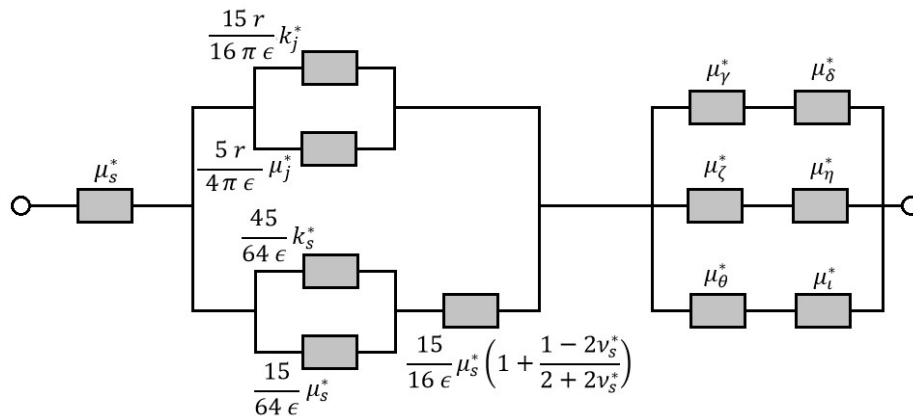 15 r
16 π ϵ k_j^*
5 r
4 π ϵ μ_j^*
μ_s^*
45
64 ϵ k_s^*
15
64 ϵ μ_s^*
15
16 ϵ μ_s^* (1 + (1 − 2ν_s^*)/(2 + 2ν_s^*))
μ_γ^* μ_δ^*
μ_ζ^* μ_η^*
μ_θ^* μ_ι^*